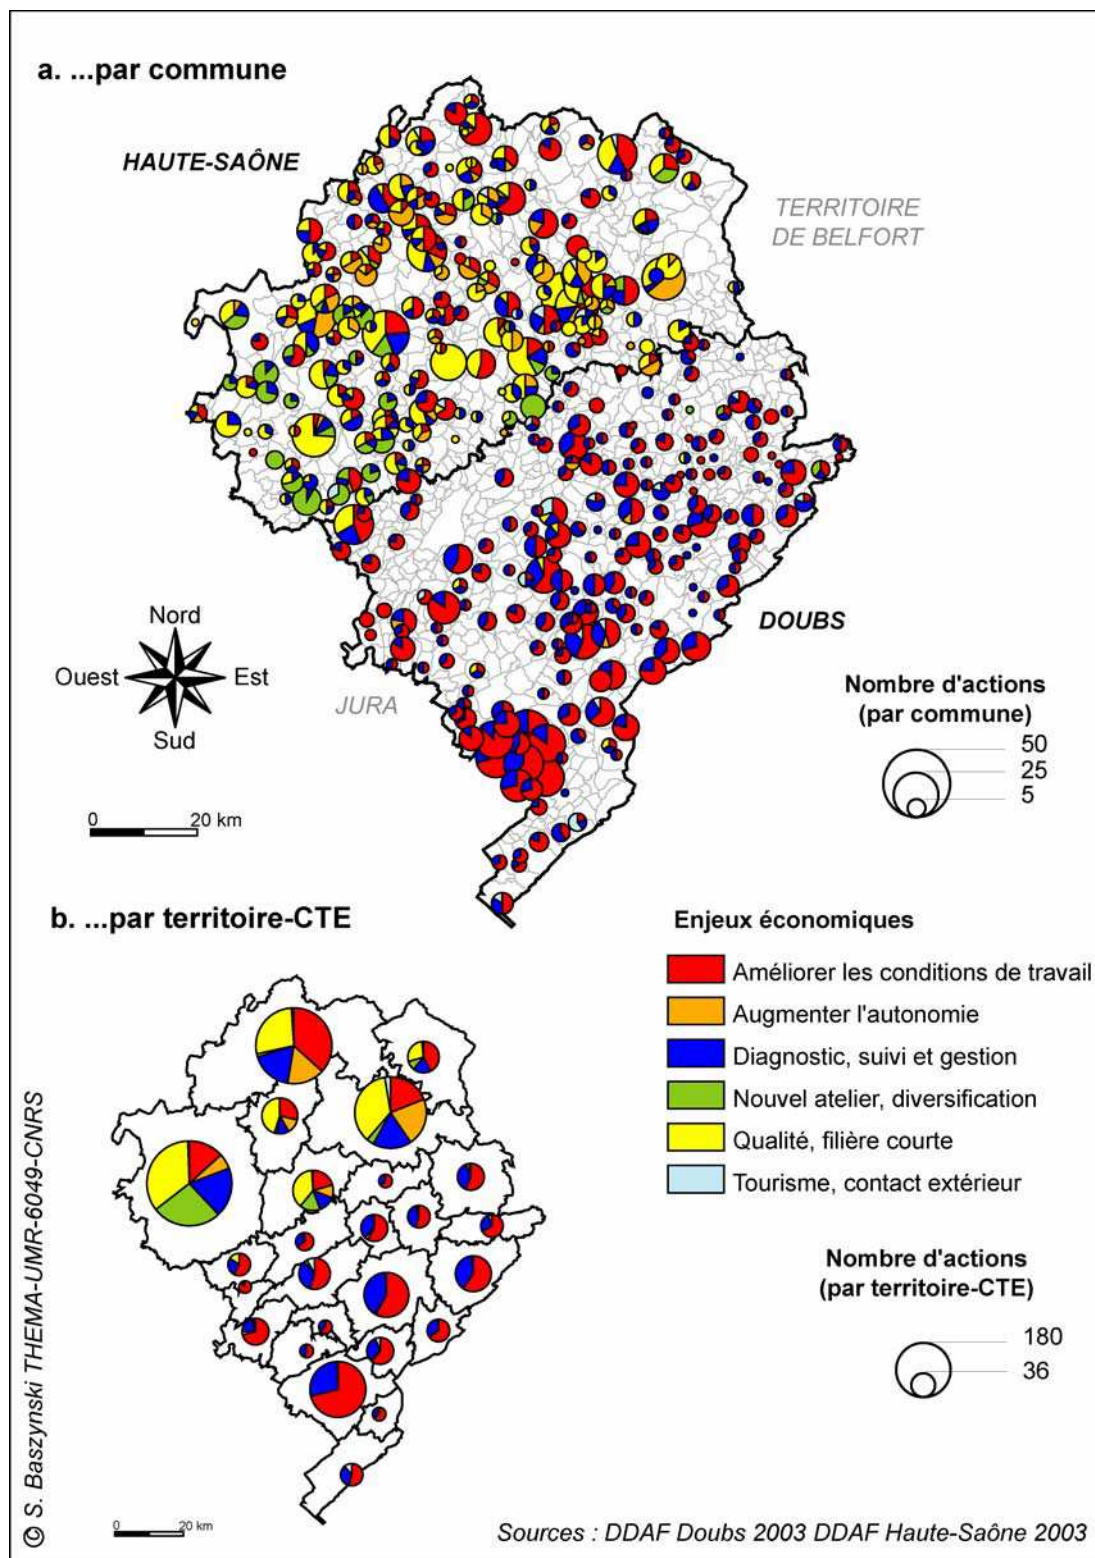 a. ...par commune
HAUTE-SAÔNE
TERRITOIRE
DE BELFORT
Nord
Ouest
Est
Sud
DOUBS
JURA
0
20 km
Nombre d'actions
(par commune)
50
25
5
b. ...par territoire-CTE
Enjeux économiques
Améliorer les conditions de travail
Augmenter l'autonomie
Diagnostic, suivi et gestion
Nouvel atelier, diversification
Qualité, filière courte
Tourisme, contact extérieur
Nombre d'actions
(par territoire-CTE)
180
36
© S. Baszynski THEMA-UMR-6049-CNRS
0
20 km
Sources : DDAF Doubs 2003 DDAF Haute-Saône 2003